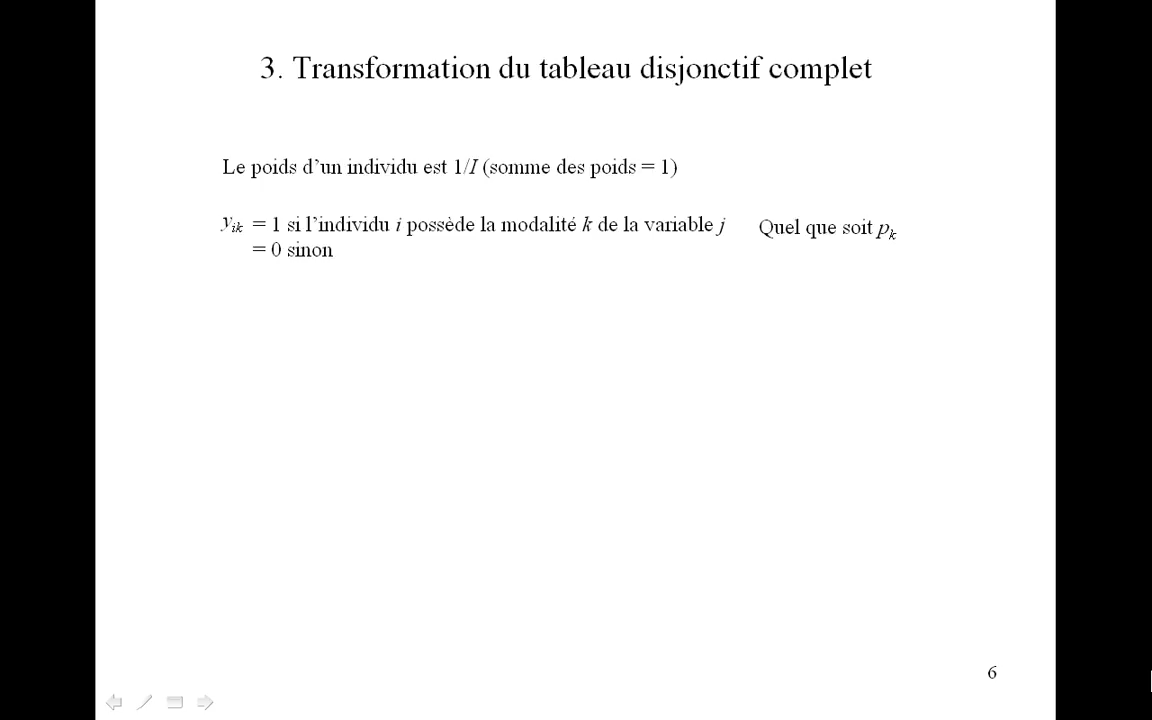 3. Transformation du tableau disjonctif complet
Le poids d’un individu est 1/I (somme des poids = 1)
yik = 1 si l’individu i possède la modalité k de la variable j Quel que soit pk
= 0 sinon
6